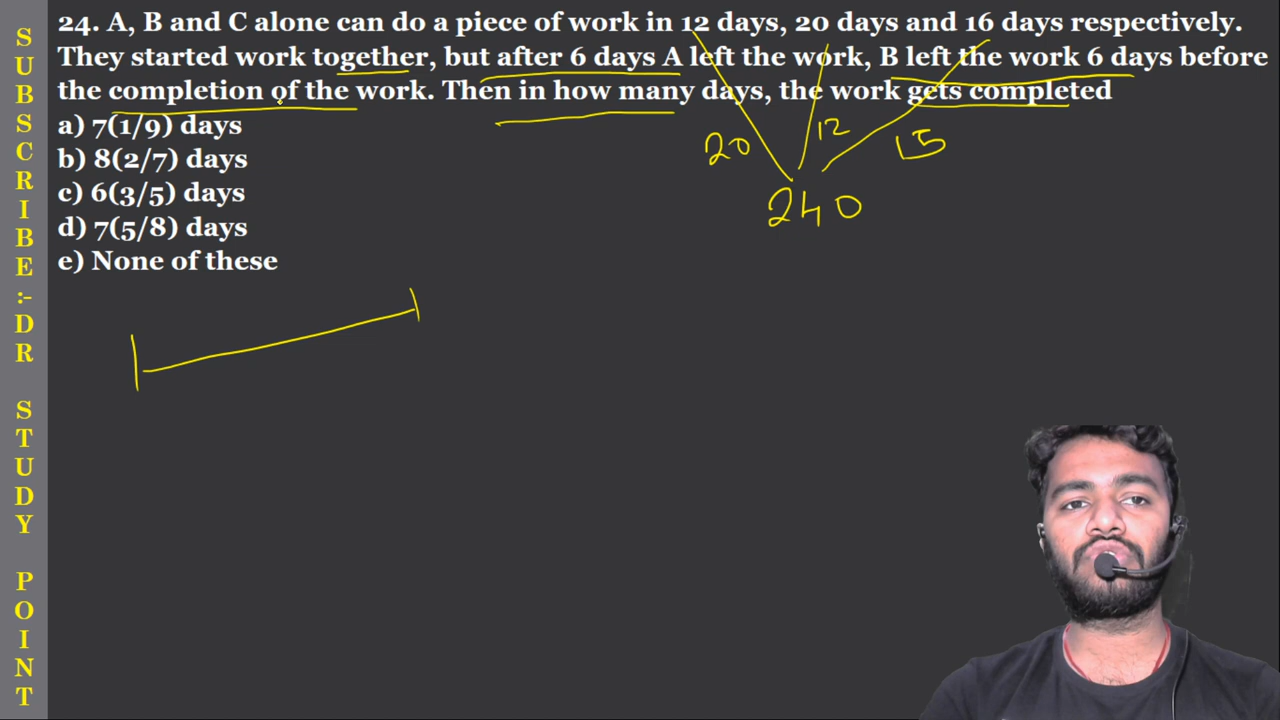 SUBSCRIBE :- DR STUDY POINT
24. A, B and C alone can do a piece of work in 12 days, 20 days and 16 days respectively.
They started work together, but after 6 days A left the work, B left the work 6 days before
the completion of the work. Then in how many days, the work gets completed
a) 7(1/9) days
b) 8(2/7) days
c) 6(3/5) days
d) 7(5/8) days
e) None of these
20 12 15
240